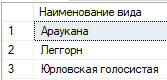 Наименование вида
1 Араукана
2 Леггорн
3 Юрловская голосистая